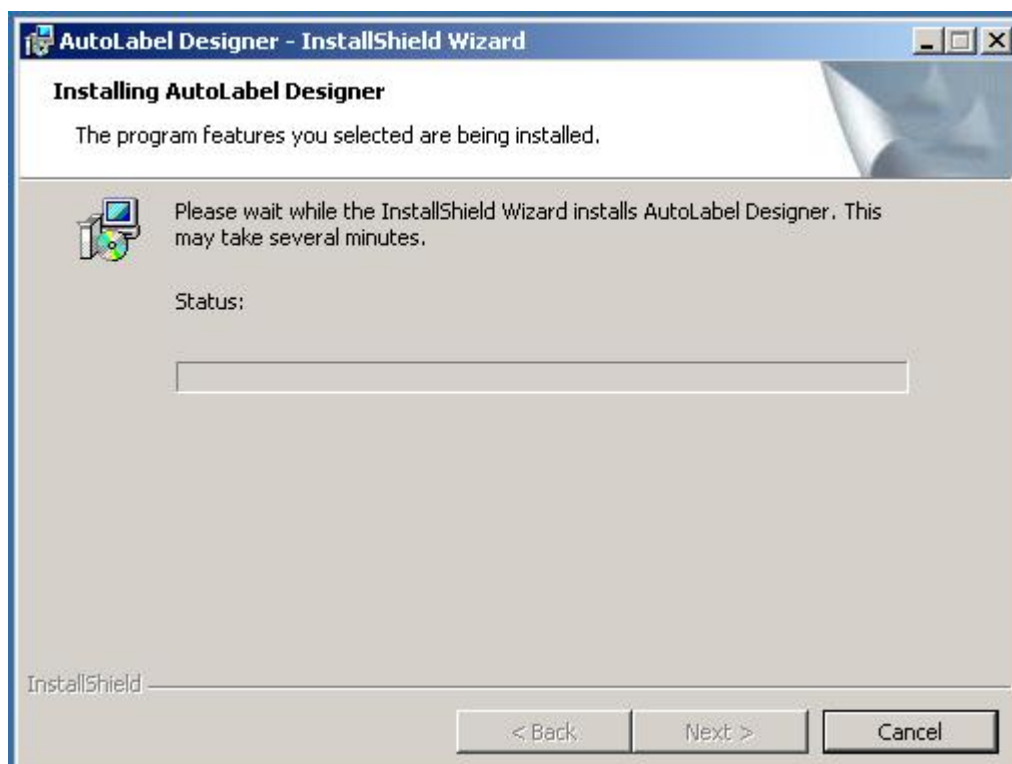 AutoLabel Designer - InstallShield Wizard
Installing AutoLabel Designer
The program features you selected are being installed.
Please wait while the InstallShield Wizard installs AutoLabel Designer. This
may take several minutes.
Status:
InstallShield
< Back
Next >
Cancel